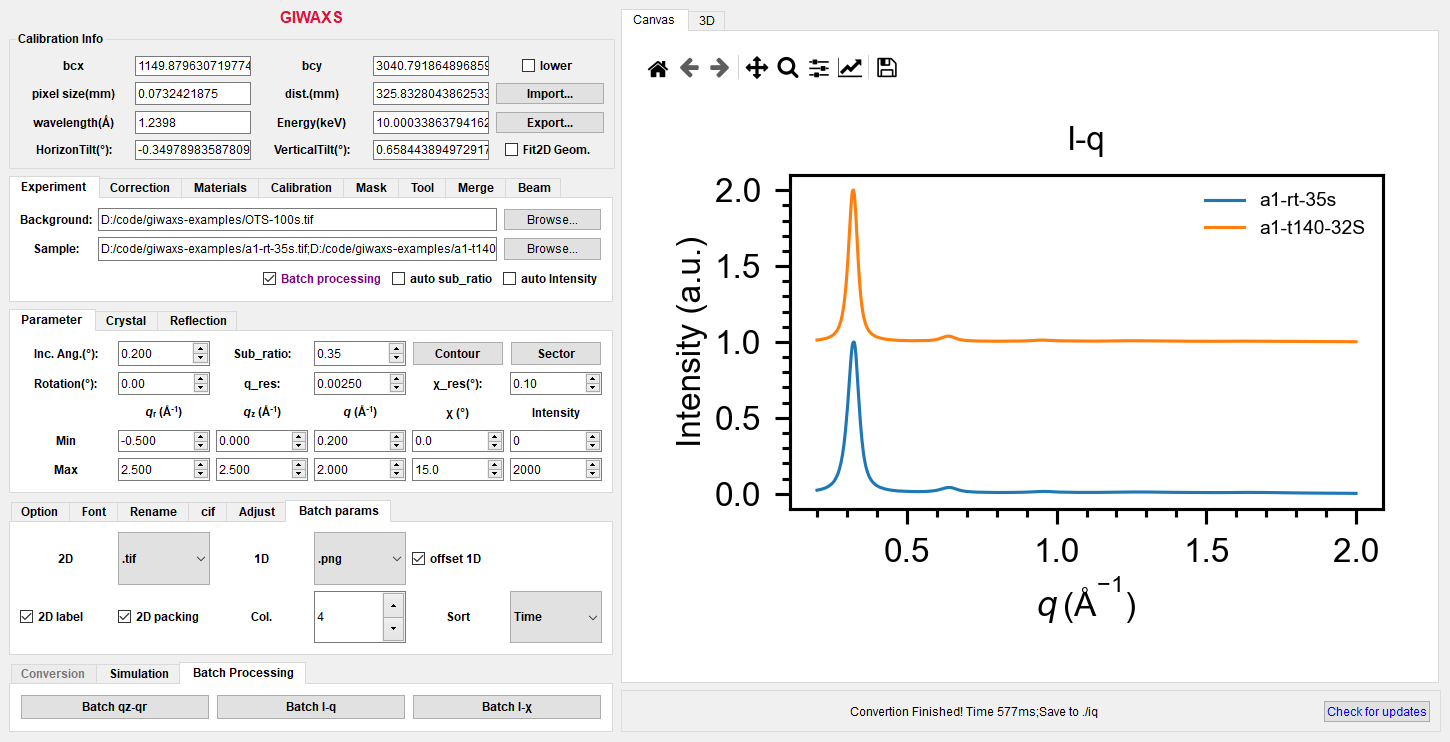 GIWAXS
Calibration Info
bcx 1149.879630719774 bcy 3040.791864896859 lower
pixel size(mm) 0.0732421875 dist.(mm) 325.8328043862533 Import...
wavelength(Å) 1.2398 Energy(keV) 10.00033863794162 Export...
HorizonTilt(°): -0.34978983587809 VerticalTilt(°): 0.658443894972917 Fit2D Geom.
Experiment Correction Materials Calibration Mask Tool Merge Beam
Background: D:/code/giwaxs-examples/OTS-100s.tif Browse...
Sample: D:/code/giwaxs-examples/a1-rt-35s.tif;D:/code/giwaxs-examples/a1-t140 Browse...
Batch processing auto sub_ratio auto Intensity
Parameter Crystal Reflection
Inc. Ang.(°): 0.200 Sub_ratio: 0.35 Contour Sector
Rotation(°): 0.00 q_res: 0.00250 χ_res(°): 0.10
qr (Å-1) qz (Å-1) q (Å-1) χ (°) Intensity
Min -0.500 0.000 0.200 0.0 0
Max 2.500 2.500 2.000 15.0 2000
Option Font Rename cif Adjust Batch params
2D .tif 1D .png offset 1D
2D label 2D packing Col. 4 Sort Time
Conversion Simulation Batch Processing
Batch qz-qr Batch I-q Batch I-χ
Canvas 3D
I-q
a1-rt-35s
a1-t140-32S
Intensity (a.u.)
2.0
1.5
1.0
0.5
0.0
0.5 1.0 1.5 2.0
q (Å−1)
Convertion Finished! Time 577ms;Save to ./iq
Check for updates